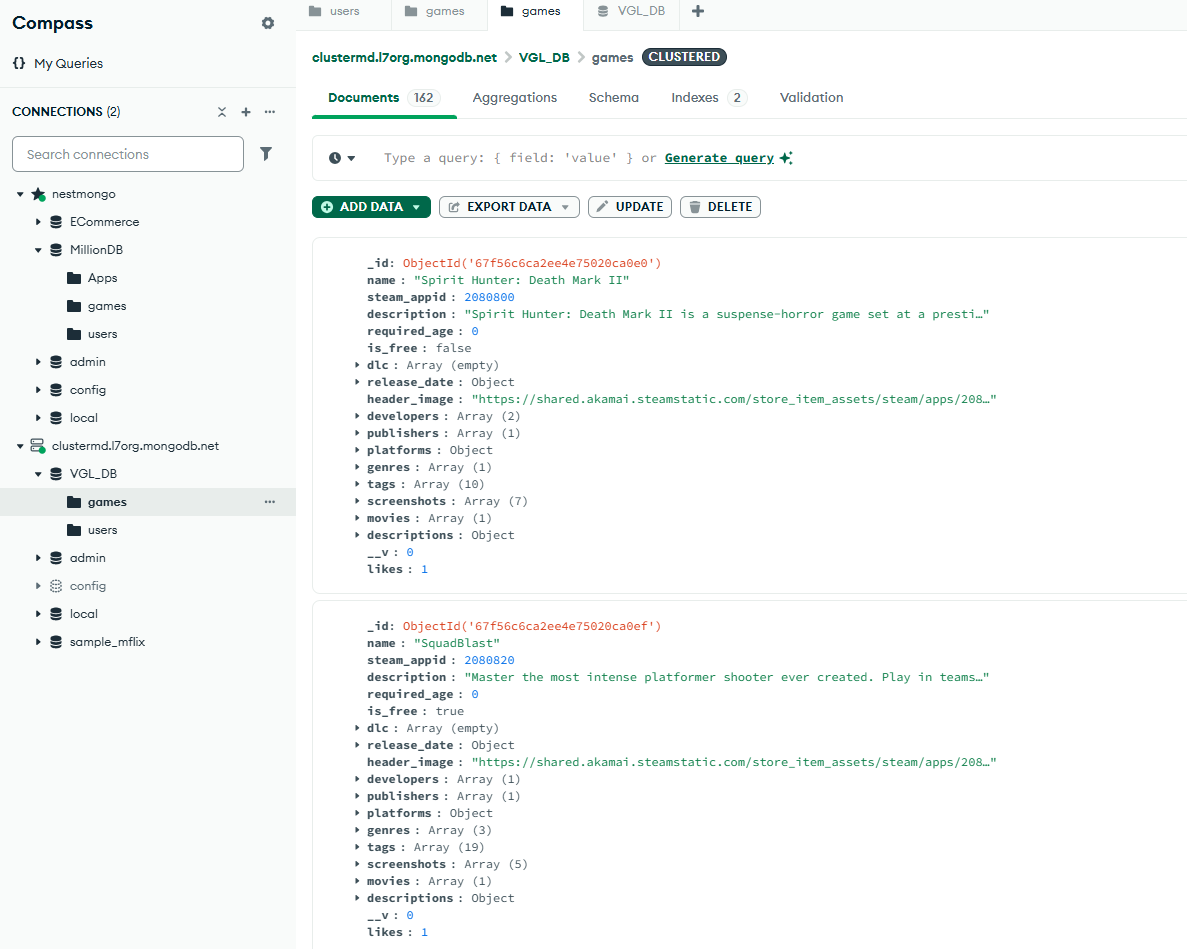 Compass
My Queries
CONNECTIONS (2)
Search connections
nestmongo
ECommerce
MillionDB
Apps
games
users
admin
config
local
clustermd.l7org.mongodb.net
VGL_DB
games
users
admin
config
local
sample_mflix
users games games VGL_DB
clustermd.l7org.mongodb.net > VGL_DB > games CLUSTERED
Documents 162 Aggregations Schema Indexes 2 Validation
Type a query: { field: 'value' } or Generate query
ADD DATA EXPORT DATA UPDATE DELETE
_id: ObjectId('67f56c6ca2ee4e75020ca0e0')
name : "Spirit Hunter: Death Mark II"
steam_appid : 2080800
description : "Spirit Hunter: Death Mark II is a suspense-horror game set at a presti…"
required_age : 0
is_free : false
dlc : Array (empty)
release_date : Object
header_image : "https://shared.akamai.steamstatic.com/store_item_assets/steam/apps/208…"
developers : Array (2)
publishers : Array (1)
platforms : Object
genres : Array (1)
tags : Array (10)
screenshots : Array (7)
movies : Array (1)
descriptions : Object
__v : 0
likes : 1
_id: ObjectId('67f56c6ca2ee4e75020ca0ef')
name : "SquadBlast"
steam_appid : 2080820
description : "Master the most intense platformer shooter ever created. Play in teams…"
required_age : 0
is_free : true
dlc : Array (empty)
release_date : Object
header_image : "https://shared.akamai.steamstatic.com/store_item_assets/steam/apps/208…"
developers : Array (1)
publishers : Array (1)
platforms : Object
genres : Array (3)
tags : Array (19)
screenshots : Array (5)
movies : Array (1)
descriptions : Object
__v : 0
likes : 1